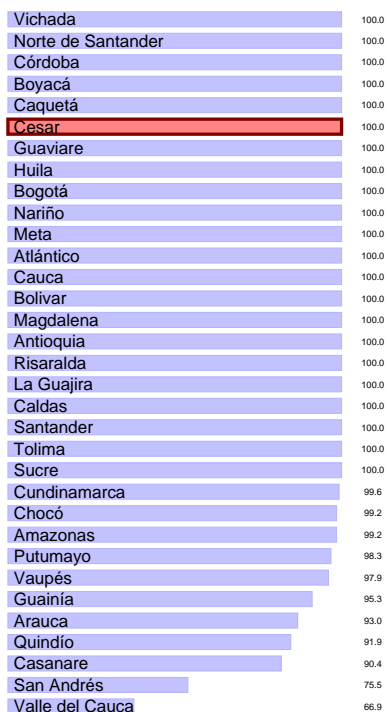 Vichada 100.0
Norte de Santander 100.0
Córdoba 100.0
Boyacá 100.0
Caquetá 100.0
Cesar 100.0
Guaviare 100.0
Huila 100.0
Bogotá 100.0
Nariño 100.0
Meta 100.0
Atlántico 100.0
Cauca 100.0
Bolivar 100.0
Magdalena 100.0
Antioquia 100.0
Risaralda 100.0
La Guajira 100.0
Caldas 100.0
Santander 100.0
Tolima 100.0
Sucre 100.0
Cundinamarca 99.6
Chocó 99.2
Amazonas 99.2
Putumayo 98.3
Vaupés 97.9
Guainía 95.3
Arauca 93.0
Quindío 91.9
Casanare 90.4
San Andrés 75.5
Valle del Cauca 66.9